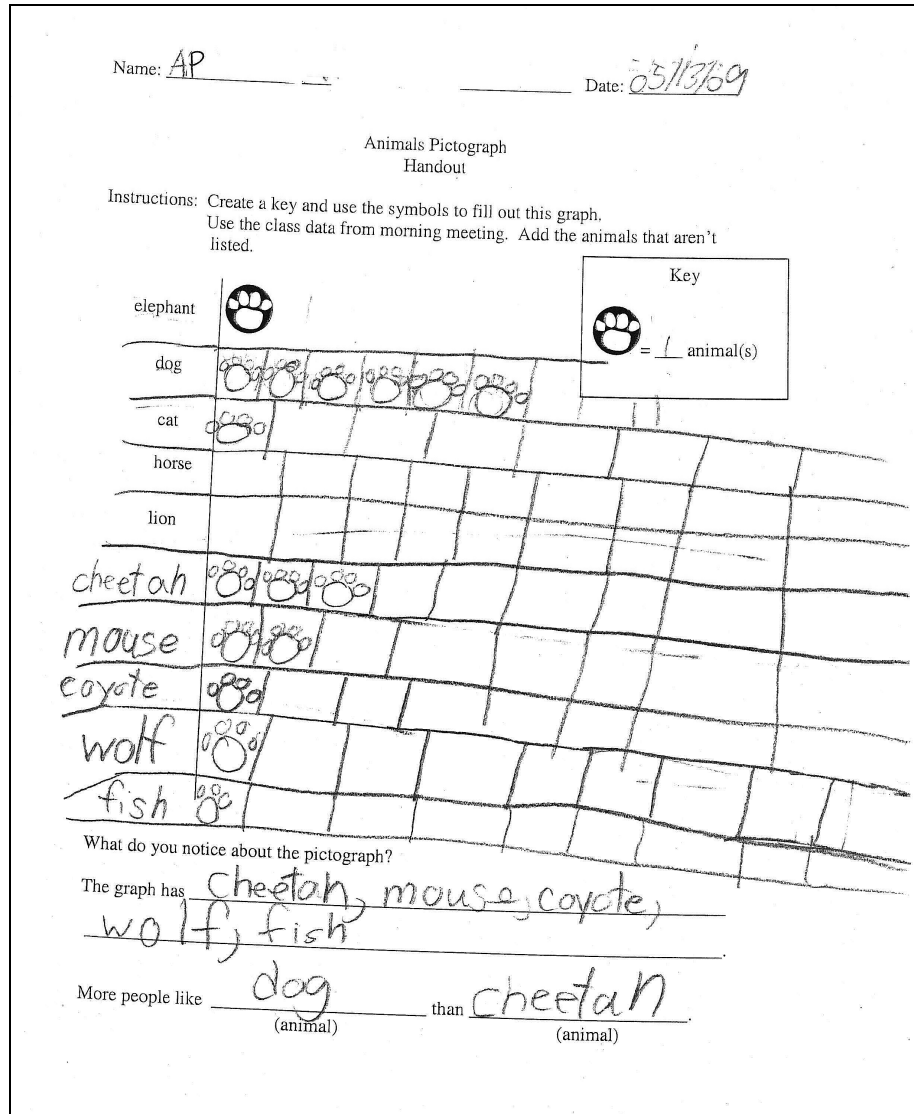 Name: AP Date: 05/13/09
Animals Pictograph
Handout
Instructions: Create a key and use the symbols to fill out this graph.
Use the class data from morning meeting. Add the animals that aren't
listed.
Key
= 1 animal(s)
elephant
dog
cat
horse
lion
cheetah
mouse
coyote
wolf
fish
What do you notice about the pictograph?
The graph has cheetah, mouse, coyote,
wolf, fish.
More people like dog than cheetah.
(animal) (animal)